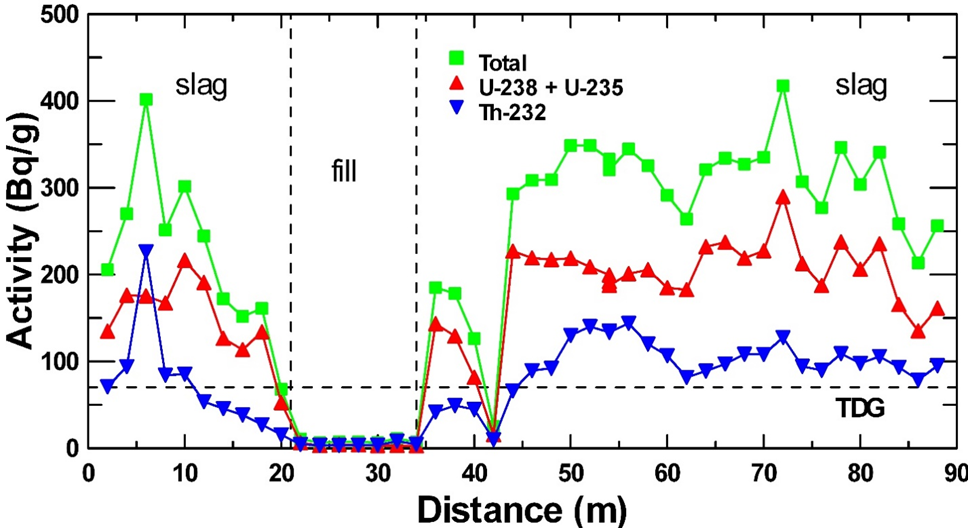 500
400
300
200
100
0
Activity (Bq/g)
slag
fill
Total
U-238 + U-235
Th-232
slag
TDG
0 10 20 30 40 50 60 70 80 90
Distance (m)